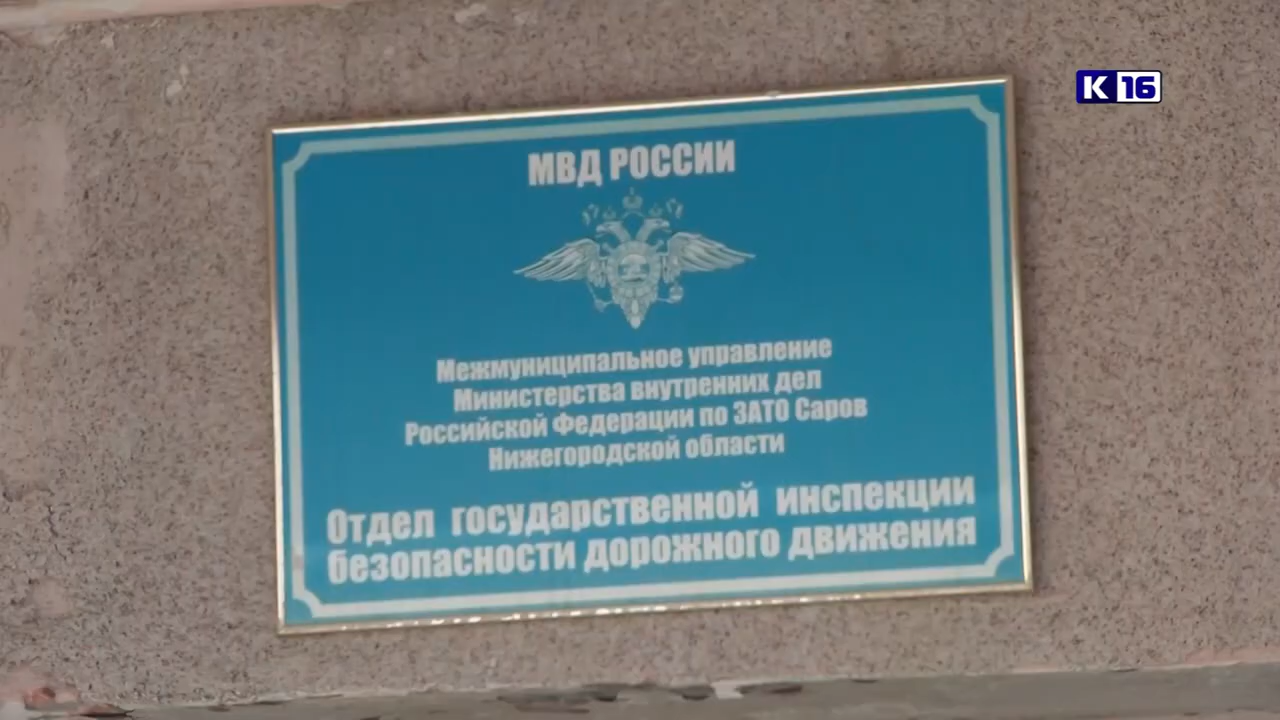 К 16
МВД РОССИИ
Межмуниципальное управление
Министерства внутренних дел
Российской Федерации по ЗАТО Саров
Нижегородской области
Отдел государственной инспекции
безопасности дорожного движения